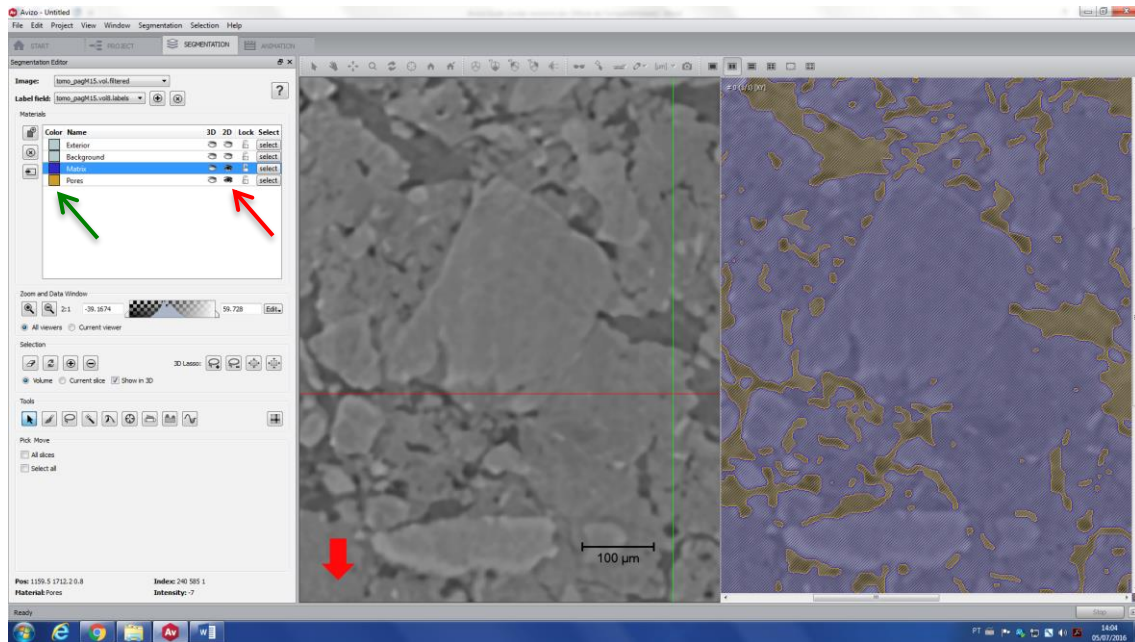 Avizo - Untitled
File Edit Project View Window Segmentation Selection Help
START PROJECT SEGMENTATION ANIMATION
Segmentation Editor
Image: tomo_pagM15.vol.filtered
Label field: tomo_pagM15.vol8.labels
?
Materials
Color Name 3D 2D Lock Select
Exterior select
Background select
Matrix select
Pores select
Zoom and Data Window
2:1 -39.1674 59.728 Edit
All viewers Current viewer
Selection
3D Lasso:
Volume Current slice Show in 3D
Tools
Pick Move
All slices
Select all
Pos: 1159.5 1712.2 0.8 Index: 240 585 1
Material: Pores Intensity: -7
100 µm
Ready
Stop
Av W
PT 14:04
05/07/2016